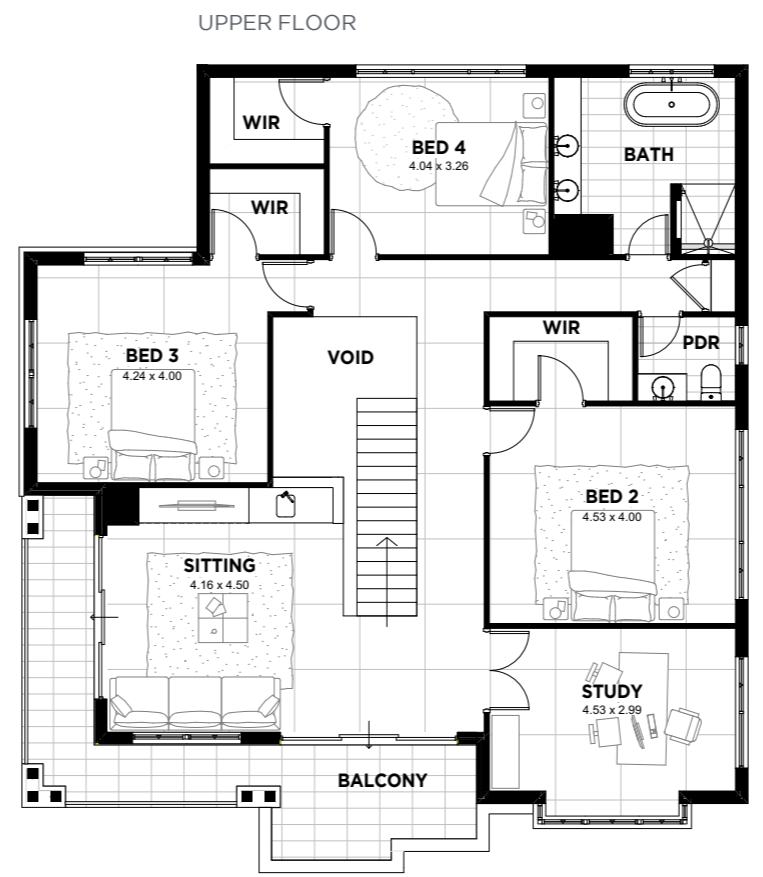 UPPER FLOOR
WIR
BED 4
4.04 x 3.26
BATH
WIR
BED 3
4.24 x 4.00
VOID
WIR
PDR
BED 2
4.53 x 4.00
SITTING
4.16 x 4.50
STUDY
4.53 x 2.99
BALCONY